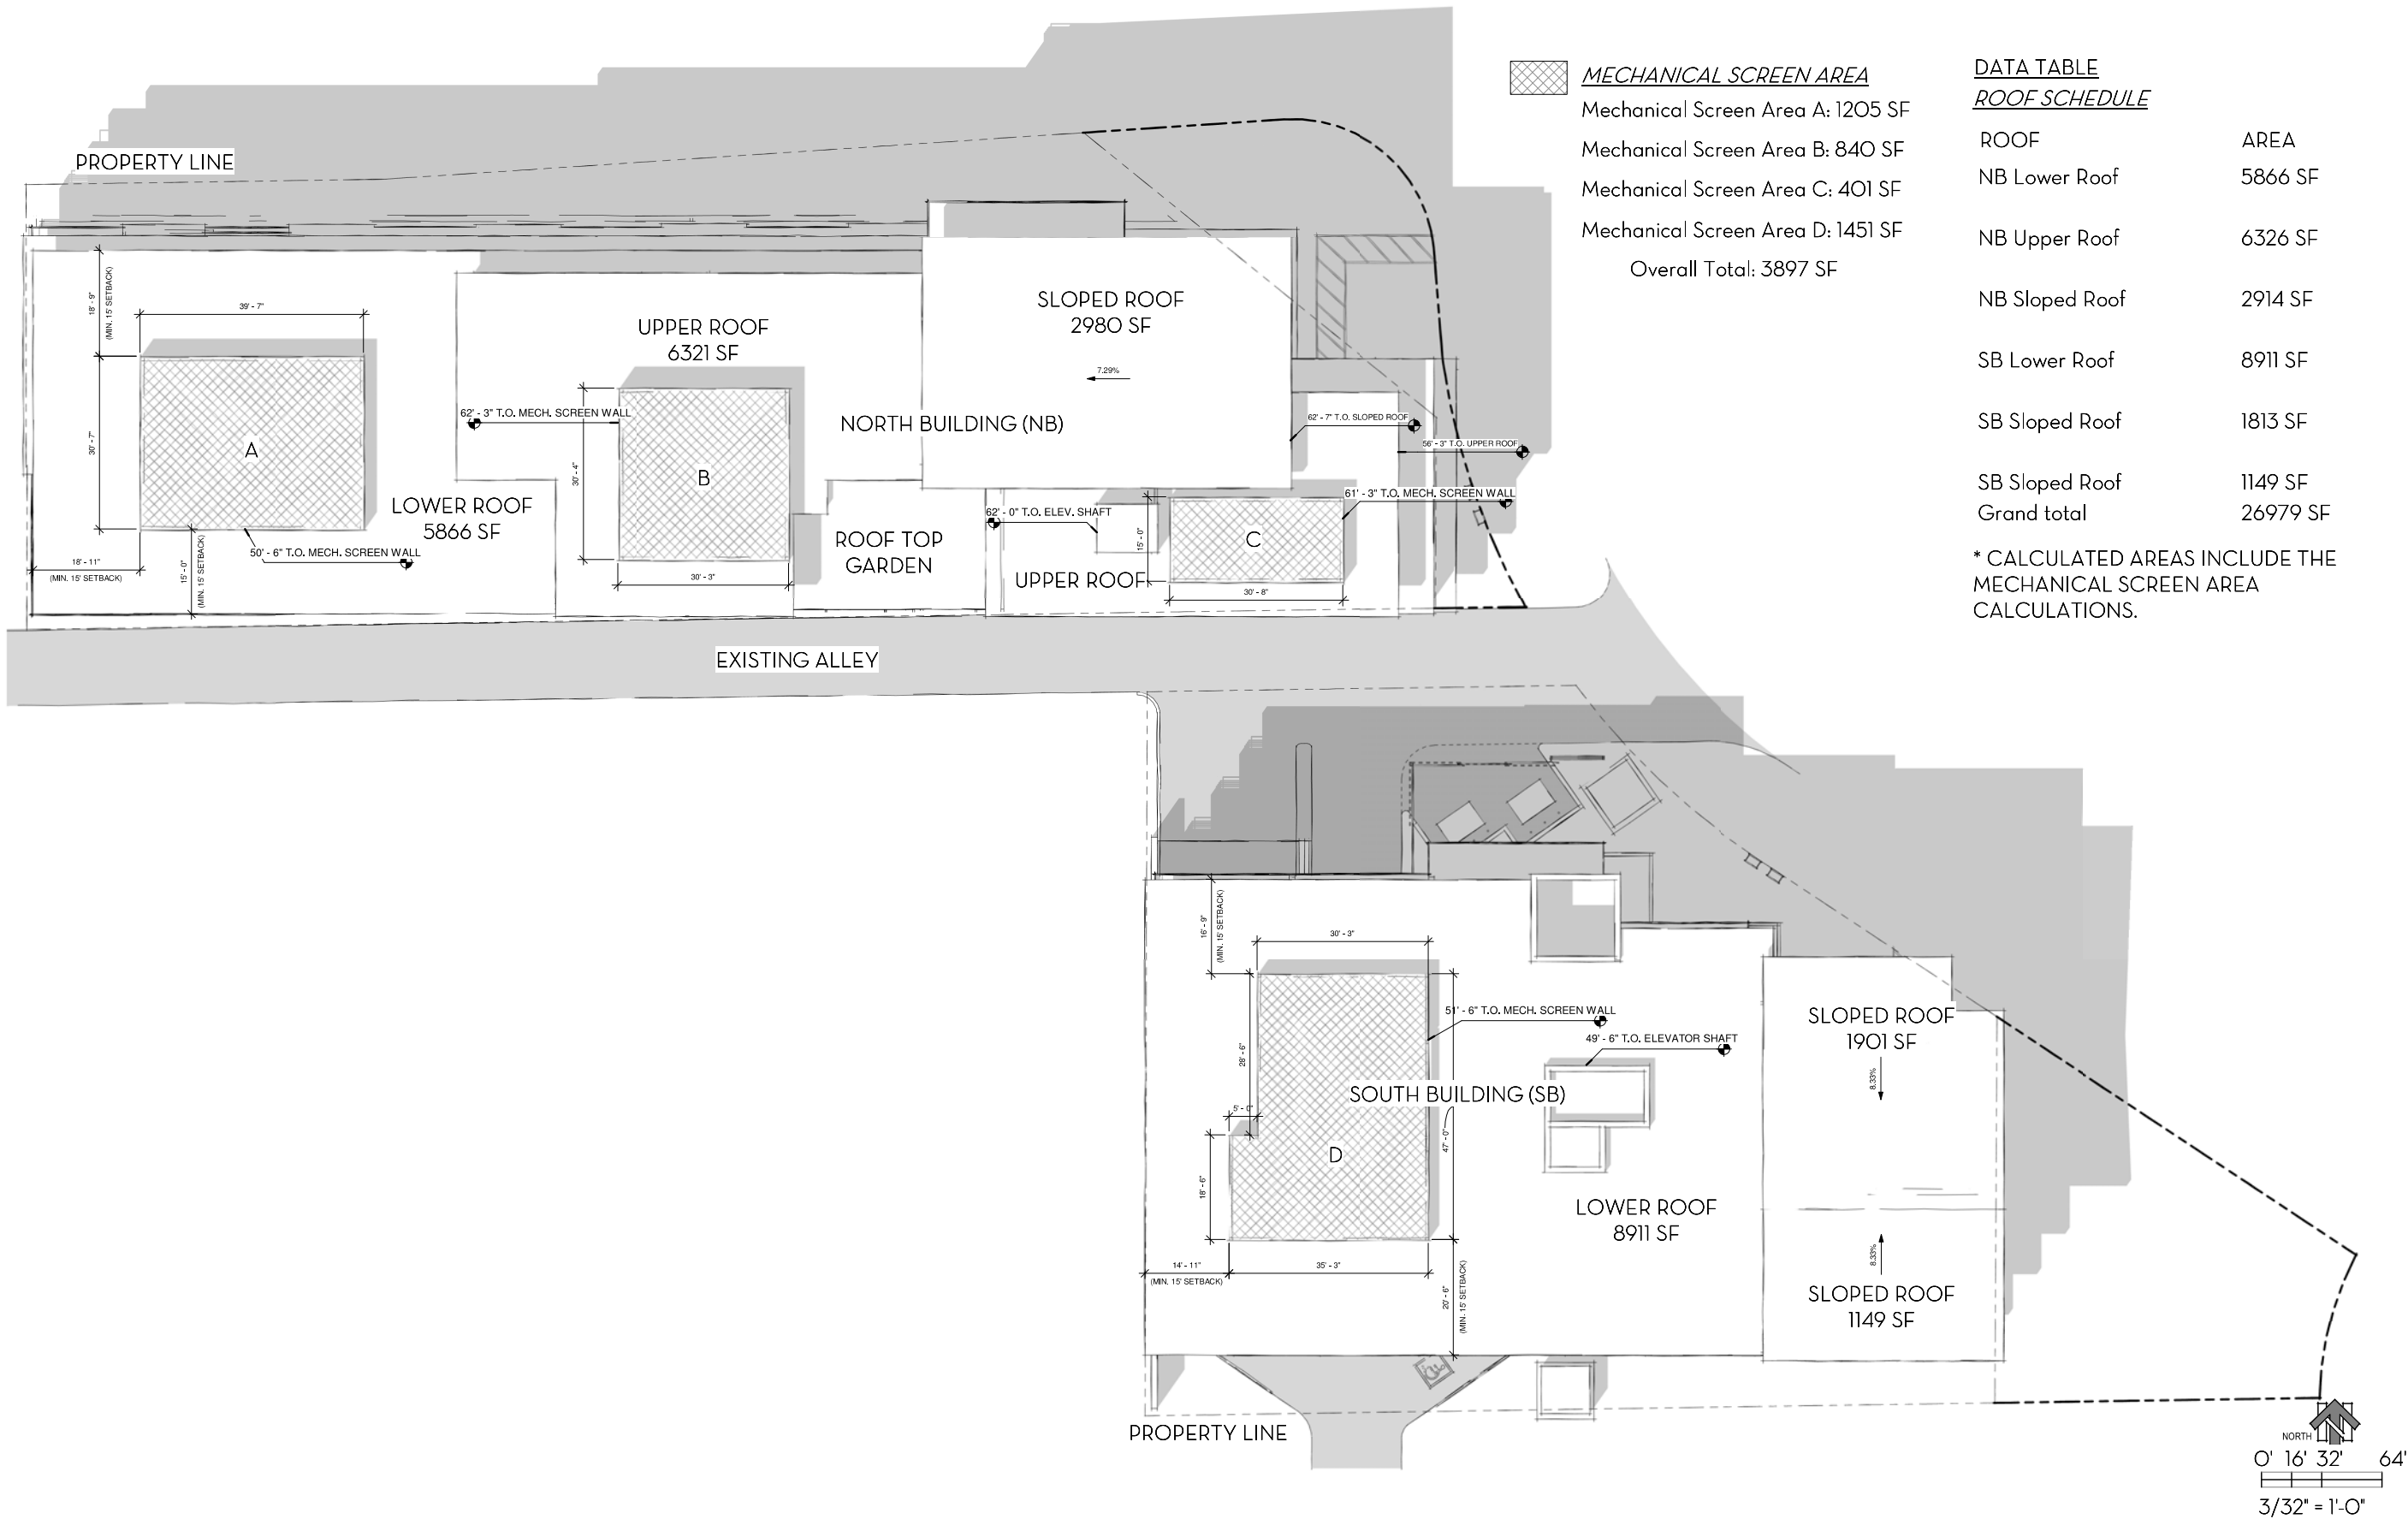 MECHANICAL SCREEN AREA
Mechanical Screen Area A: 1205 SF
Mechanical Screen Area B: 840 SF
Mechanical Screen Area C: 401 SF
Mechanical Screen Area D: 1451 SF
Overall Total: 3897 SF
DATA TABLE
ROOF SCHEDULE
ROOF AREA
NB Lower Roof 5866 SF
NB Upper Roof 6326 SF
NB Sloped Roof 2914 SF
SB Lower Roof 8911 SF
SB Sloped Roof 1813 SF
SB Sloped Roof 1149 SF
Grand total 26979 SF
* CALCULATED AREAS INCLUDE THE
MECHANICAL SCREEN AREA
CALCULATIONS.
PROPERTY LINE
18' - 9"
(MIN. 15' SETBACK)
39' - 7"
30' - 7"
A
LOWER ROOF
5866 SF
50' - 6" T.O. MECH. SCREEN WALL
18' - 11"
(MIN. 15' SETBACK)
15' - 0"
(MIN. 15' SETBACK)
UPPER ROOF
6321 SF
62' - 3" T.O. MECH. SCREEN WALL
30' - 4"
B
30' - 3"
NORTH BUILDING (NB)
SLOPED ROOF
2980 SF
7.29%
62' - 7" T.O. SLOPED ROOF
56' - 3" T.O. UPPER ROOF
61' - 3" T.O. MECH. SCREEN WALL
62' - 0" T.O. ELEV. SHAFT
15' - 0"
C
30' - 8"
ROOF TOP
GARDEN
UPPER ROOF
EXISTING ALLEY
16' - 9"
(MIN. 15' SETBACK)
30' - 3"
28' - 6"
5' - 0"
18' - 6"
D
47' - 0"
51' - 6" T.O. MECH. SCREEN WALL
49' - 6" T.O. ELEVATOR SHAFT
SOUTH BUILDING (SB)
LOWER ROOF
8911 SF
14' - 11"
(MIN. 15' SETBACK)
35' - 3"
20' - 6"
(MIN. 15' SETBACK)
SLOPED ROOF
1901 SF
8.33%
8.33%
SLOPED ROOF
1149 SF
PROPERTY LINE
NORTH
N
0' 16' 32' 64'
3/32" = 1'-0"